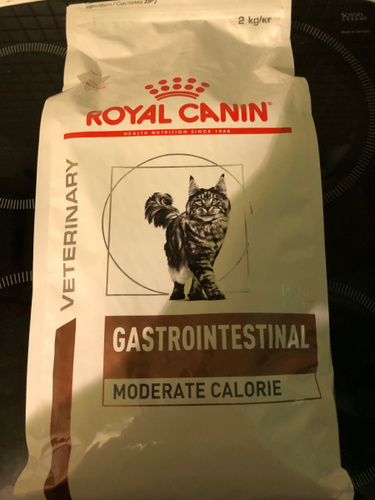 2 kg/кг
ROYAL CANIN
HEALTH NUTRITION SINCE 1968
VETERINARY
GASTROINTESTINAL
MODERATE CALORIE